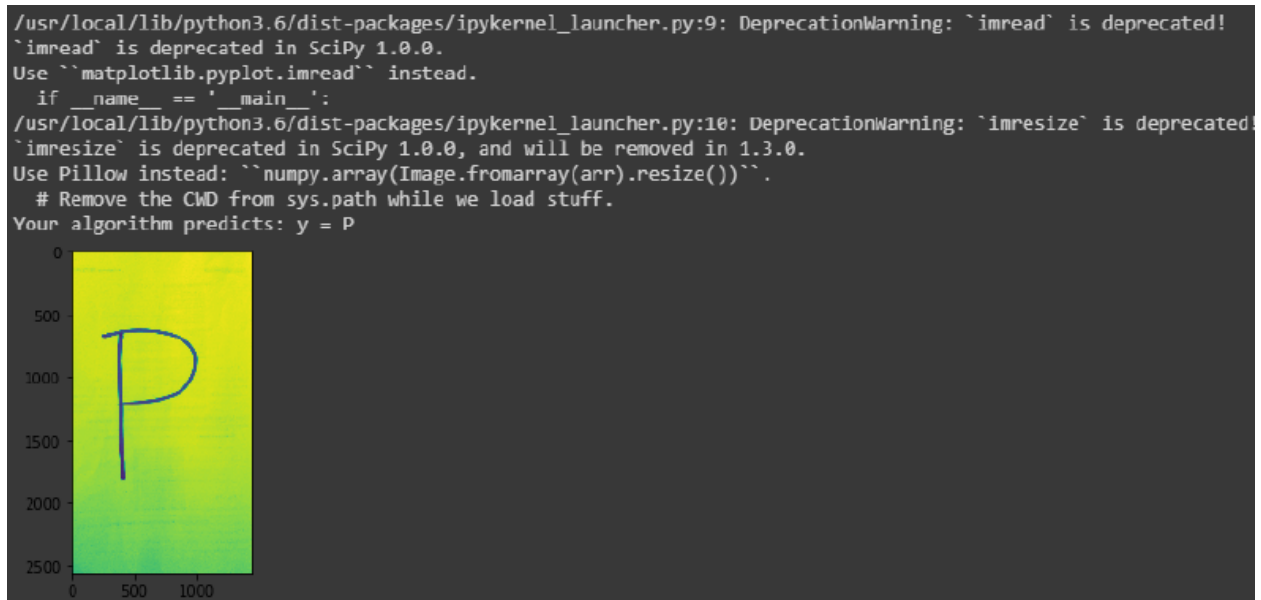 /usr/local/lib/python3.6/dist-packages/ipykernel_launcher.py:9: DeprecationWarning: `imread` is deprecated!
`imread` is deprecated in SciPy 1.0.0.
Use ``matplotlib.pyplot.imread`` instead.
  if __name__ == '__main__':
/usr/local/lib/python3.6/dist-packages/ipykernel_launcher.py:10: DeprecationWarning: `imresize` is deprecated!
`imresize` is deprecated in SciPy 1.0.0, and will be removed in 1.3.0.
Use Pillow instead: ``numpy.array(Image.fromarray(arr).resize())``.
  # Remove the CWD from sys.path while we load stuff.
Your algorithm predicts: y = P
0
500
P
1000
1500
2000
2500
0 500 1000